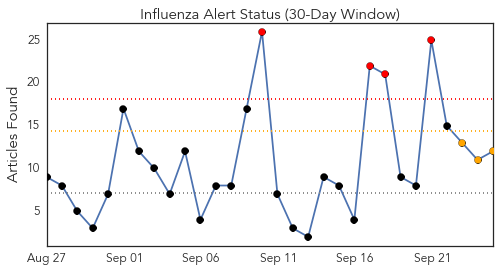 Influenza Alert Status (30-Day Window)
Articles Found
25
20
15
10
5
Aug 27
Sep 01
Sep 06
Sep 11
Sep 16
Sep 21